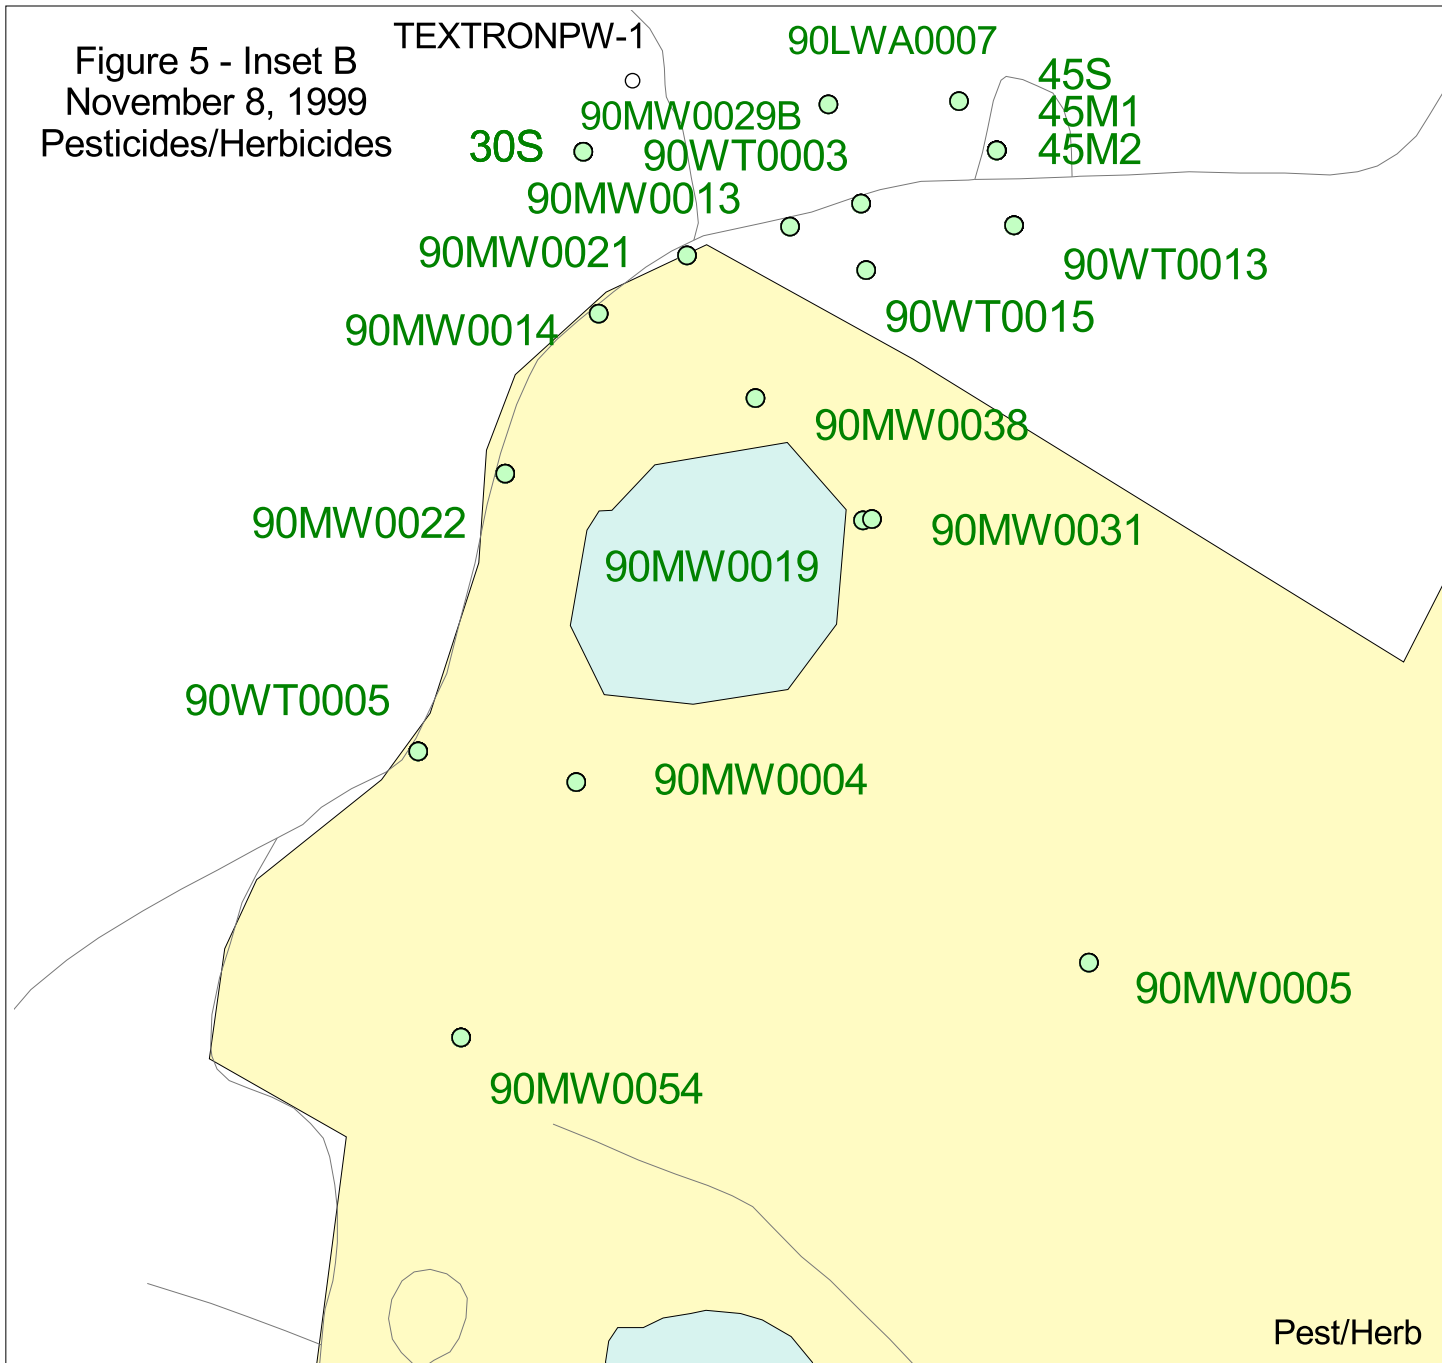 Figure 5 - Inset B
November 8, 1999
Pesticides/Herbicides
TEXTRONPW-1
90LWA0007
45S
45M1
45M2
90MW0029B
30S
90WT0003
90MW0013
90MW0021
90WT0013
90WT0015
90MW0014
90MW0038
90MW0022
90MW0031
90MW0019
90WT0005
90MW0004
90MW0005
90MW0054
Pest/Herb